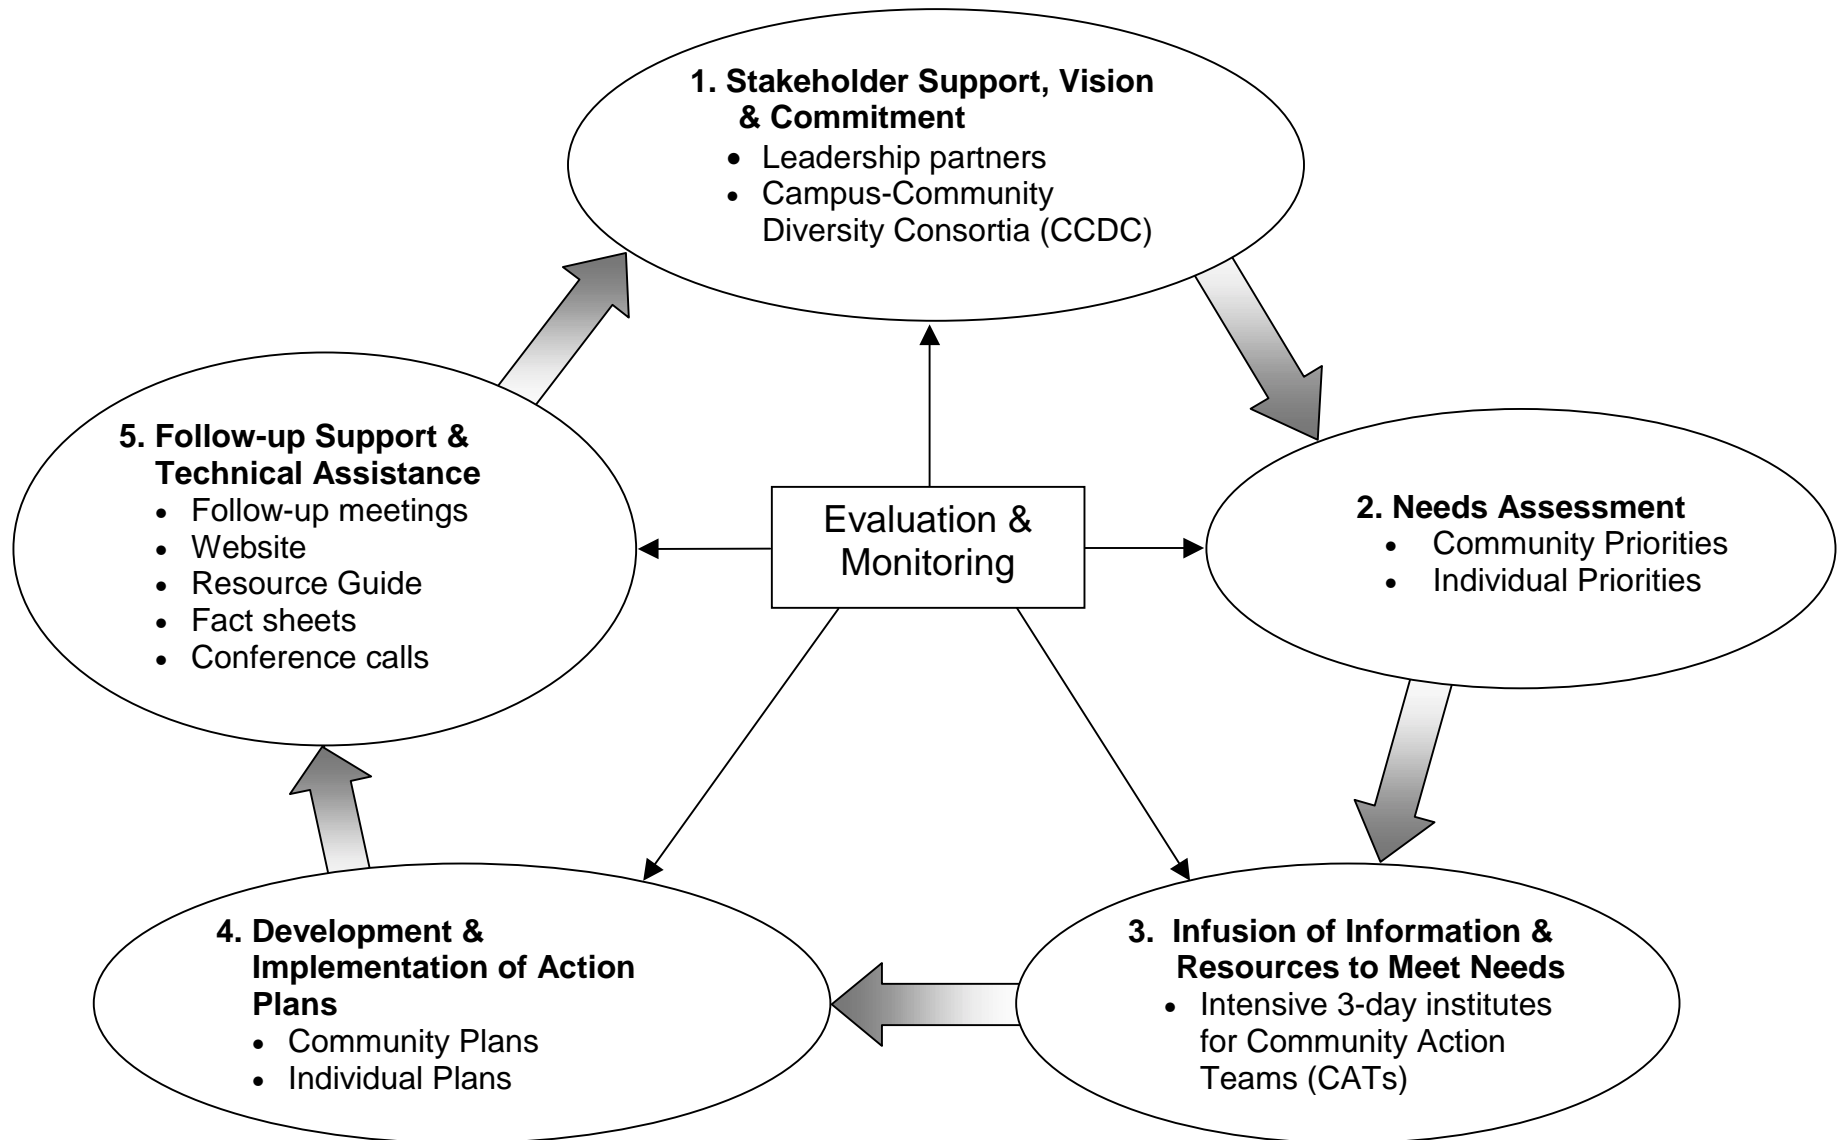 1. Stakeholder Support, Vision
& Commitment
• Leadership partners
• Campus-Community
Diversity Consortia (CCDC)
5. Follow-up Support &
Technical Assistance
• Follow-up meetings
• Website
• Resource Guide
• Fact sheets
• Conference calls
Evaluation &
Monitoring
2. Needs Assessment
• Community Priorities
• Individual Priorities
4. Development &
Implementation of Action
Plans
• Community Plans
• Individual Plans
3. Infusion of Information &
Resources to Meet Needs
• Intensive 3-day institutes
for Community Action
Teams (CATs)